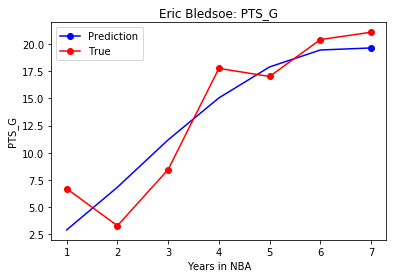 Eric Bledsoe: PTS_G
Prediction
True
PTS_G
20.0
17.5
15.0
12.5
10.0
7.5
5.0
2.5
1 2 3 4 5 6 7
Years in NBA